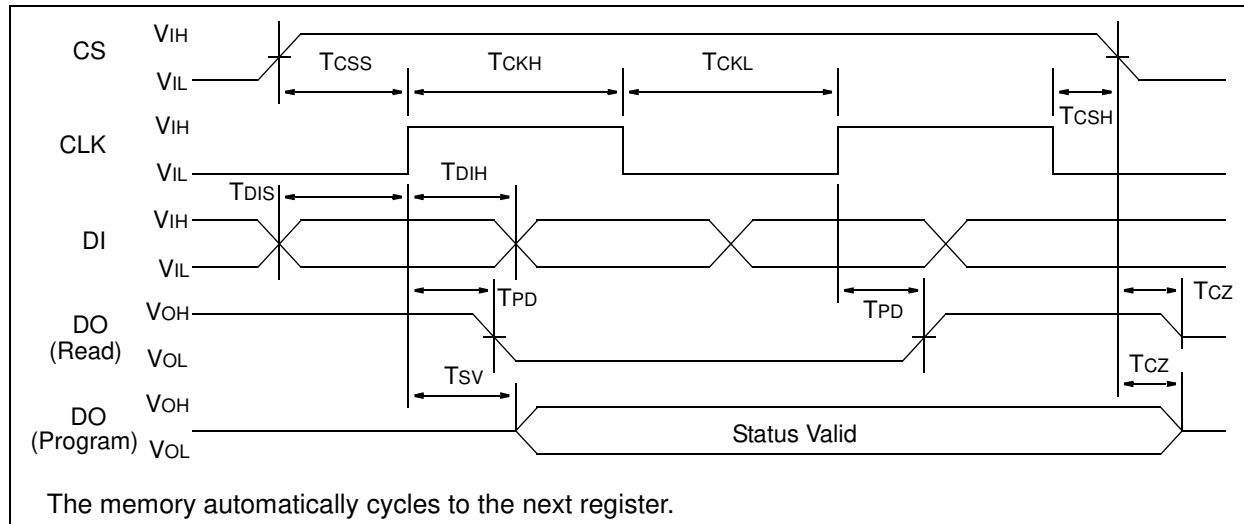 CS
VIH
VIL
TCSS
TCKH
TCKL
TCSH
CLK
VIH
VIL
TDIS
TDIH
DI
VIH
VIL
TPD
TPD
TCZ
DO
(Read)
VOH
VOL
TSV
TCZ
DO
(Program)
VOH
VOL
Status Valid
The memory automatically cycles to the next register.